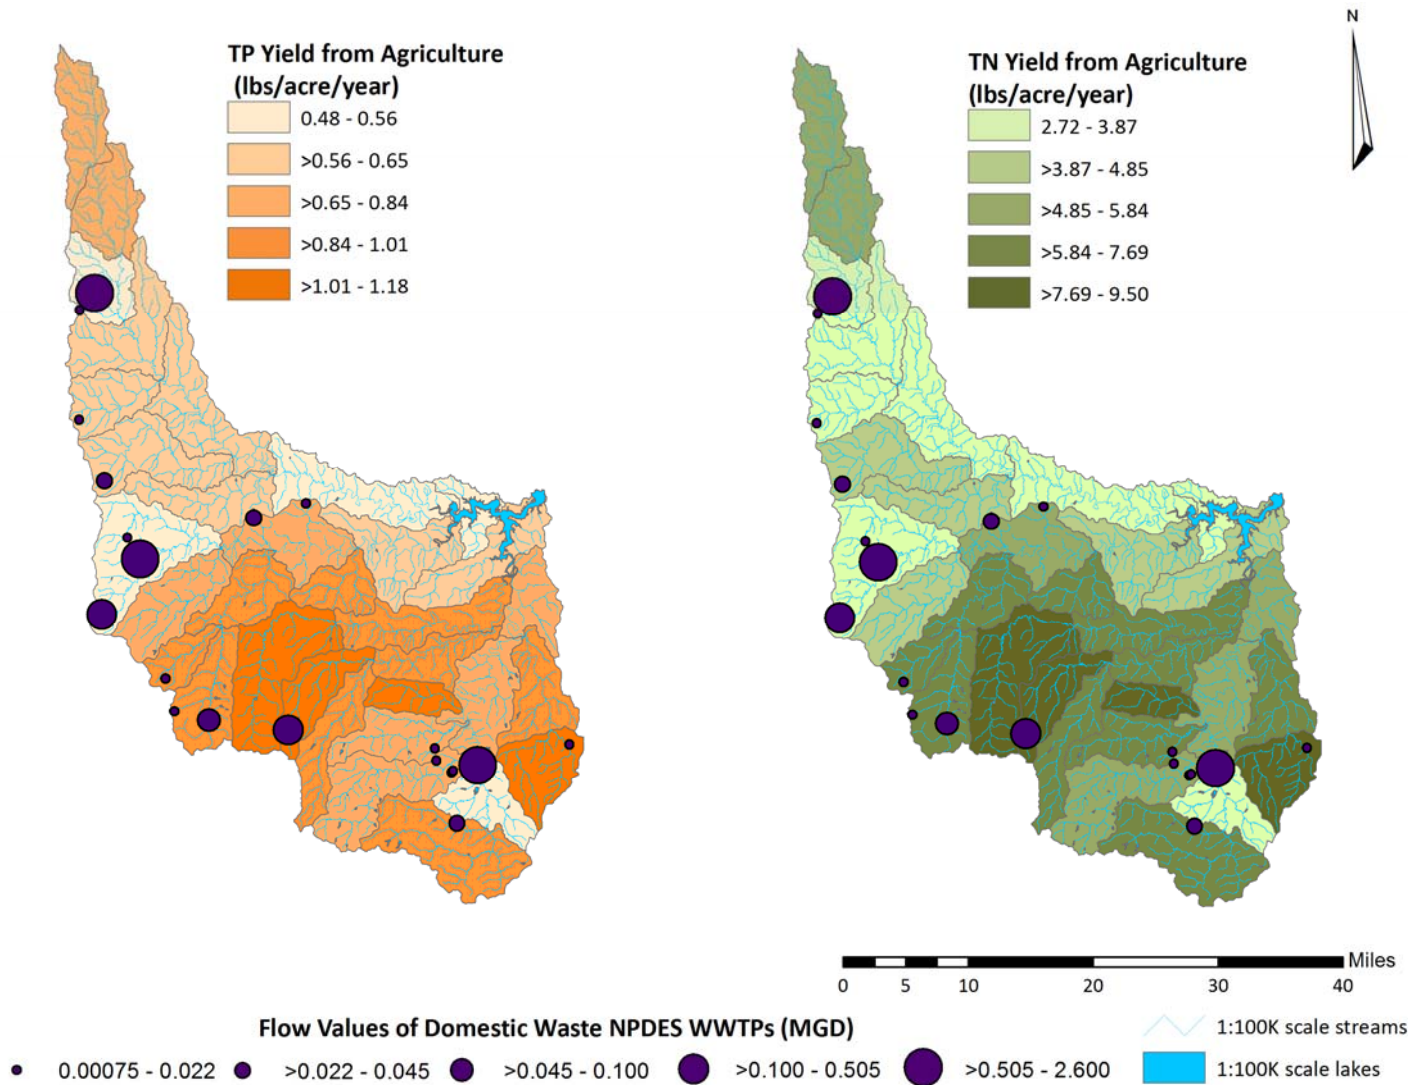 N
TP Yield from Agriculture
(lbs/acre/year)
0.48 - 0.56
>0.56 - 0.65
>0.65 - 0.84
>0.84 - 1.01
>1.01 - 1.18
TN Yield from Agriculture
(lbs/acre/year)
2.72 - 3.87
>3.87 - 4.85
>4.85 - 5.84
>5.84 - 7.69
>7.69 - 9.50
Miles
0 5 10 20 30 40
Flow Values of Domestic Waste NPDES WWTPs (MGD)
0.00075 - 0.022 >0.022 - 0.045 >0.045 - 0.100 >0.100 - 0.505 >0.505 - 2.600
1:100K scale streams
1:100K scale lakes